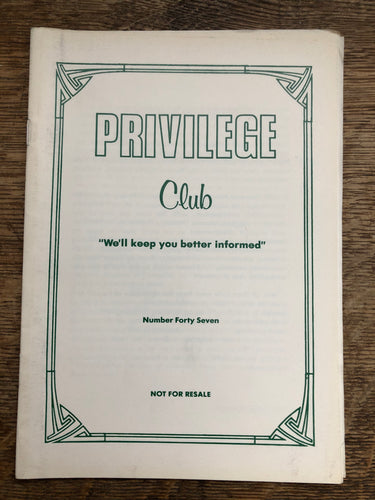 PRIVILEGE
Club
"We'll keep you better informed"
Number Forty Seven
NOT FOR RESALE